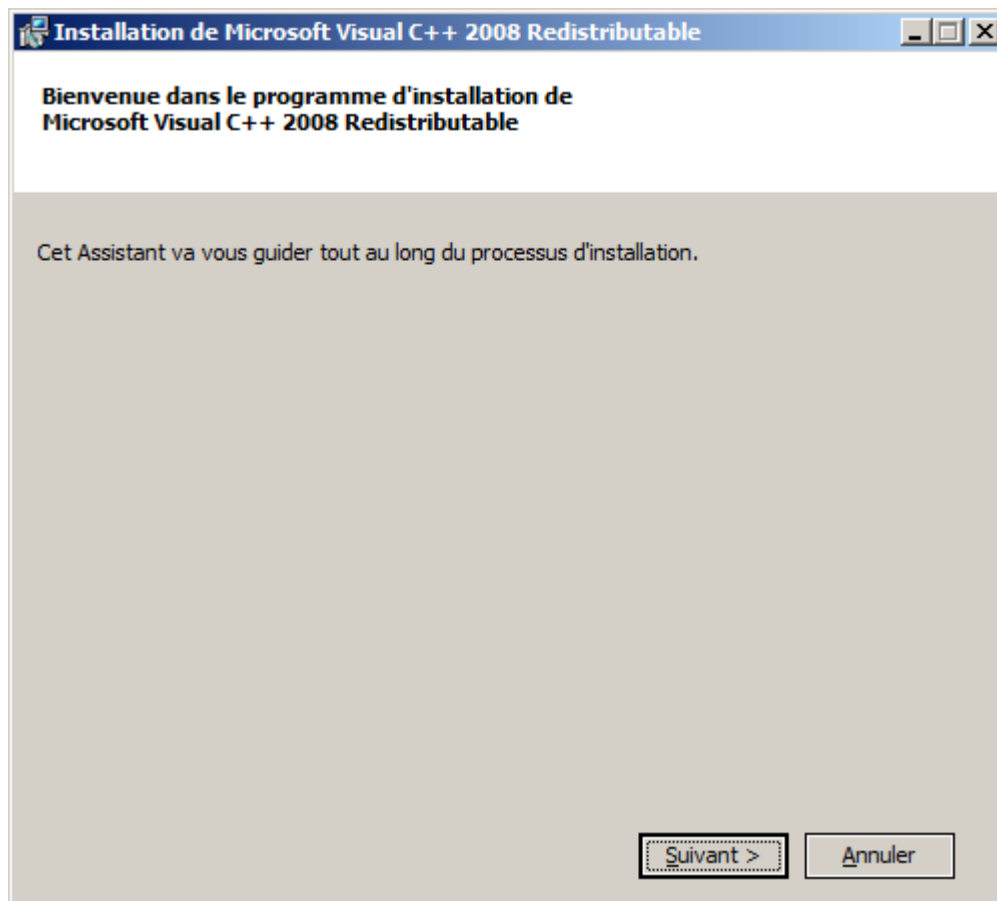 Installation de Microsoft Visual C++ 2008 Redistributable
Bienvenue dans le programme d'installation de
Microsoft Visual C++ 2008 Redistributable
Cet Assistant va vous guider tout au long du processus d'installation.
Suivant >
Annuler